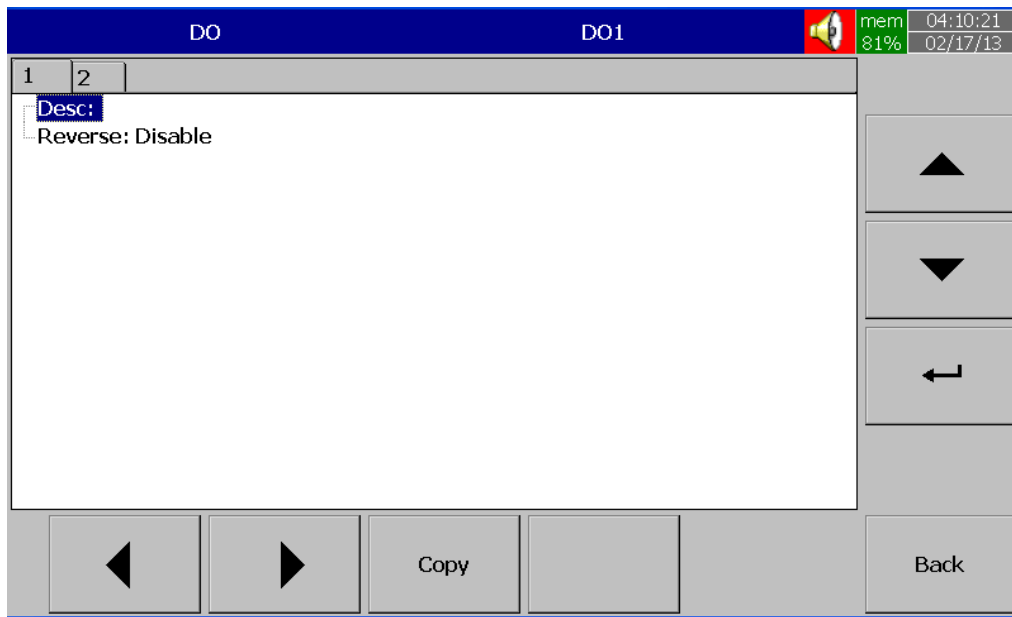 DO DO1 mem 04:10:21
81% 02/17/13
1 2
Desc:
Reverse: Disable
Copy Back